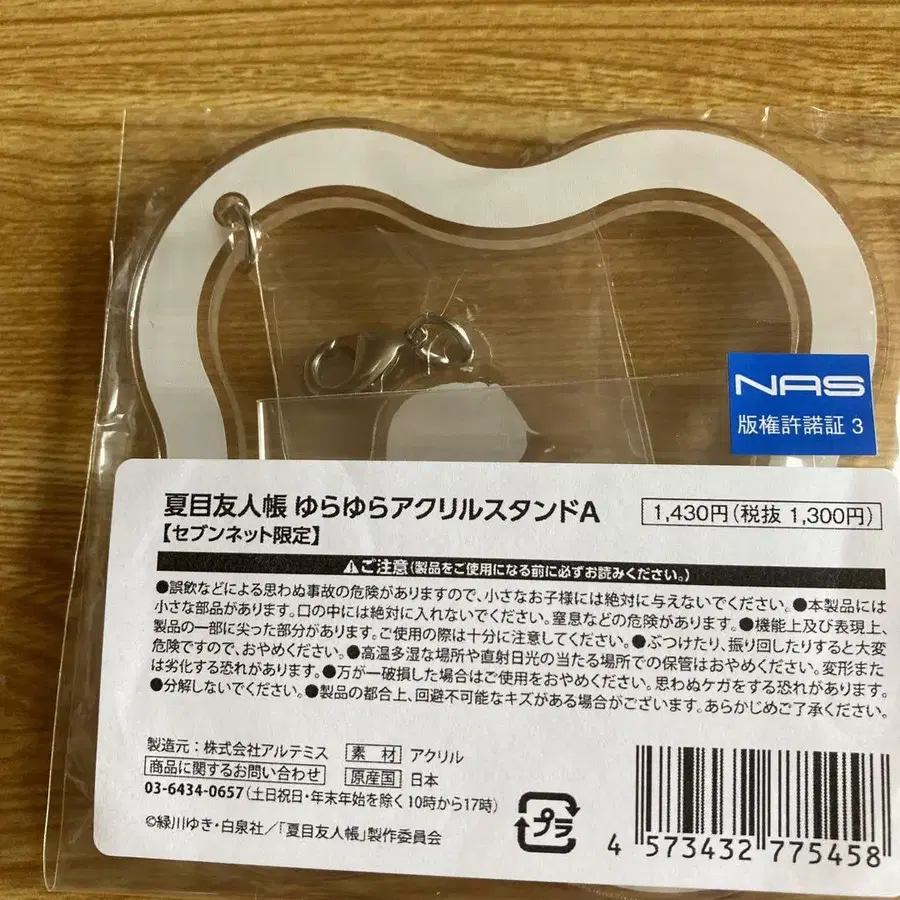 NAS
版権許諾証 3
夏目友人帳 ゆらゆらアクリルスタンドA
1,430円(税抜 1,300円)
【セブンネット限定】
ご注意(製品をご使用になる前に必ずお読みください。)
●誤飲などによる思わぬ事故の危険がありますので、小さなお子様には絶対に与えないでください。●本製品には
小さな部品があります。口の中には絶対に入れないでください。窒息などの危険があります。●機能上及び表現上、
製品の一部に尖った部分があります。ご使用の際は十分に注意してください。●ぶつけたり、振り回したりすると大変
危険ですので、おやめください。●高温多湿な場所や直射日光の当たる場所での保管はおやめください。変形また
は劣化する恐れがあります。●万が一破損した場合はご使用をおやめください。思わぬケガをする恐れがあります。
●分解しないでください。●製品の都合上、回避不可能なキズがある場合がございます。あらかじめご了承ください。
製造元：株式会社アルテミス 素 材 アクリル
商品に関するお問い合わせ 原産国 日本
03-6434-0657(土日祝日・年末年始を除く10時から17時)
©緑川ゆき・白泉社/「夏目友人帳」製作委員会
プラ
4 573432 775458